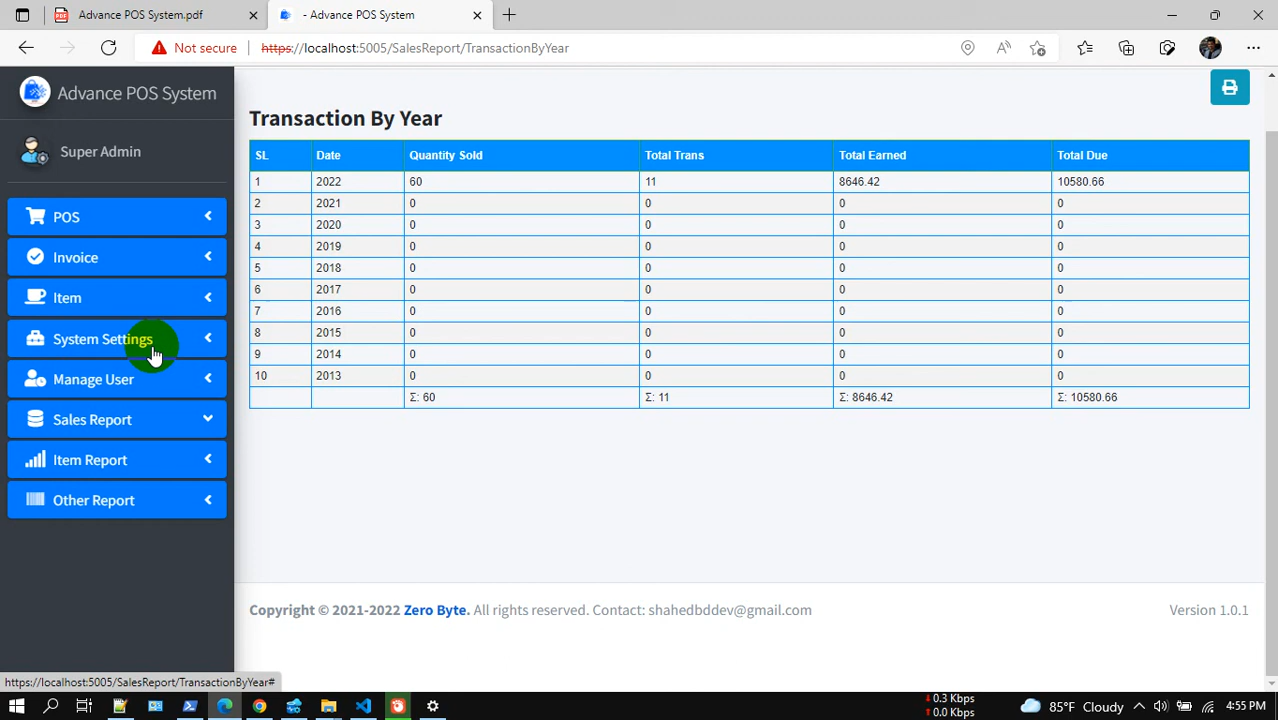 Advance POS System.pdf
- Advance POS System
Not secure
https://localhost:5005/SalesReport/TransactionByYear
Advance POS System
Super Admin
POS
Invoice
Item
System Settings
Manage User
Sales Report
Item Report
Other Report
Transaction By Year
SL Date Quantity Sold Total Trans Total Earned Total Due
1 2022 60 11 8646.42 10580.66
2 2021 0 0 0 0
3 2020 0 0 0 0
4 2019 0 0 0 0
5 2018 0 0 0 0
6 2017 0 0 0 0
7 2016 0 0 0 0
8 2015 0 0 0 0
9 2014 0 0 0 0
10 2013 0 0 0 0
Σ: 60 Σ: 11 Σ: 8646.42 Σ: 10580.66
Copyright © 2021-2022 Zero Byte. All rights reserved. Contact: shahedbddev@gmail.com Version 1.0.1
https://localhost:5005/SalesReport/TransactionByYear#
0.3 Kbps
0.0 Kbps
85°F Cloudy
4:55 PM